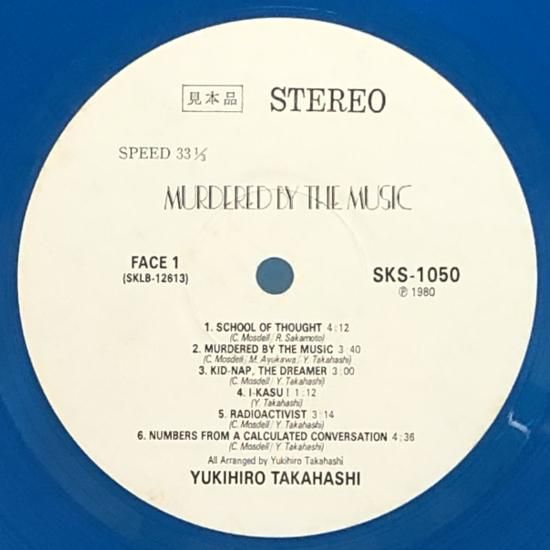 見本品 STEREO
SPEED 33⅓
MURDERED BY THE MUSIC
FACE 1
(SKLB-12613)
SKS-1050
℗ 1980
1. SCHOOL OF THOUGHT 4:12
(C. Mosdell / R. Sakamoto)
2. MURDERED BY THE MUSIC 3:40
(C. Mosdell / M. Ayukawa / Y. Takahashi)
3. KID-NAP, THE DREAMER 3:00
(C. Mosdell / Y. Takahashi)
4. I-KASU! 1:12
(Y. Takahashi)
5. RADIOACTIVIST 3:14
(C. Mosdell / Y. Takahashi)
6. NUMBERS FROM A CALCULATED CONVERSATION 4:36
(C. Mosdell / Y. Takahashi)
All Arranged by Yukihiro Takahashi
YUKIHIRO TAKAHASHI